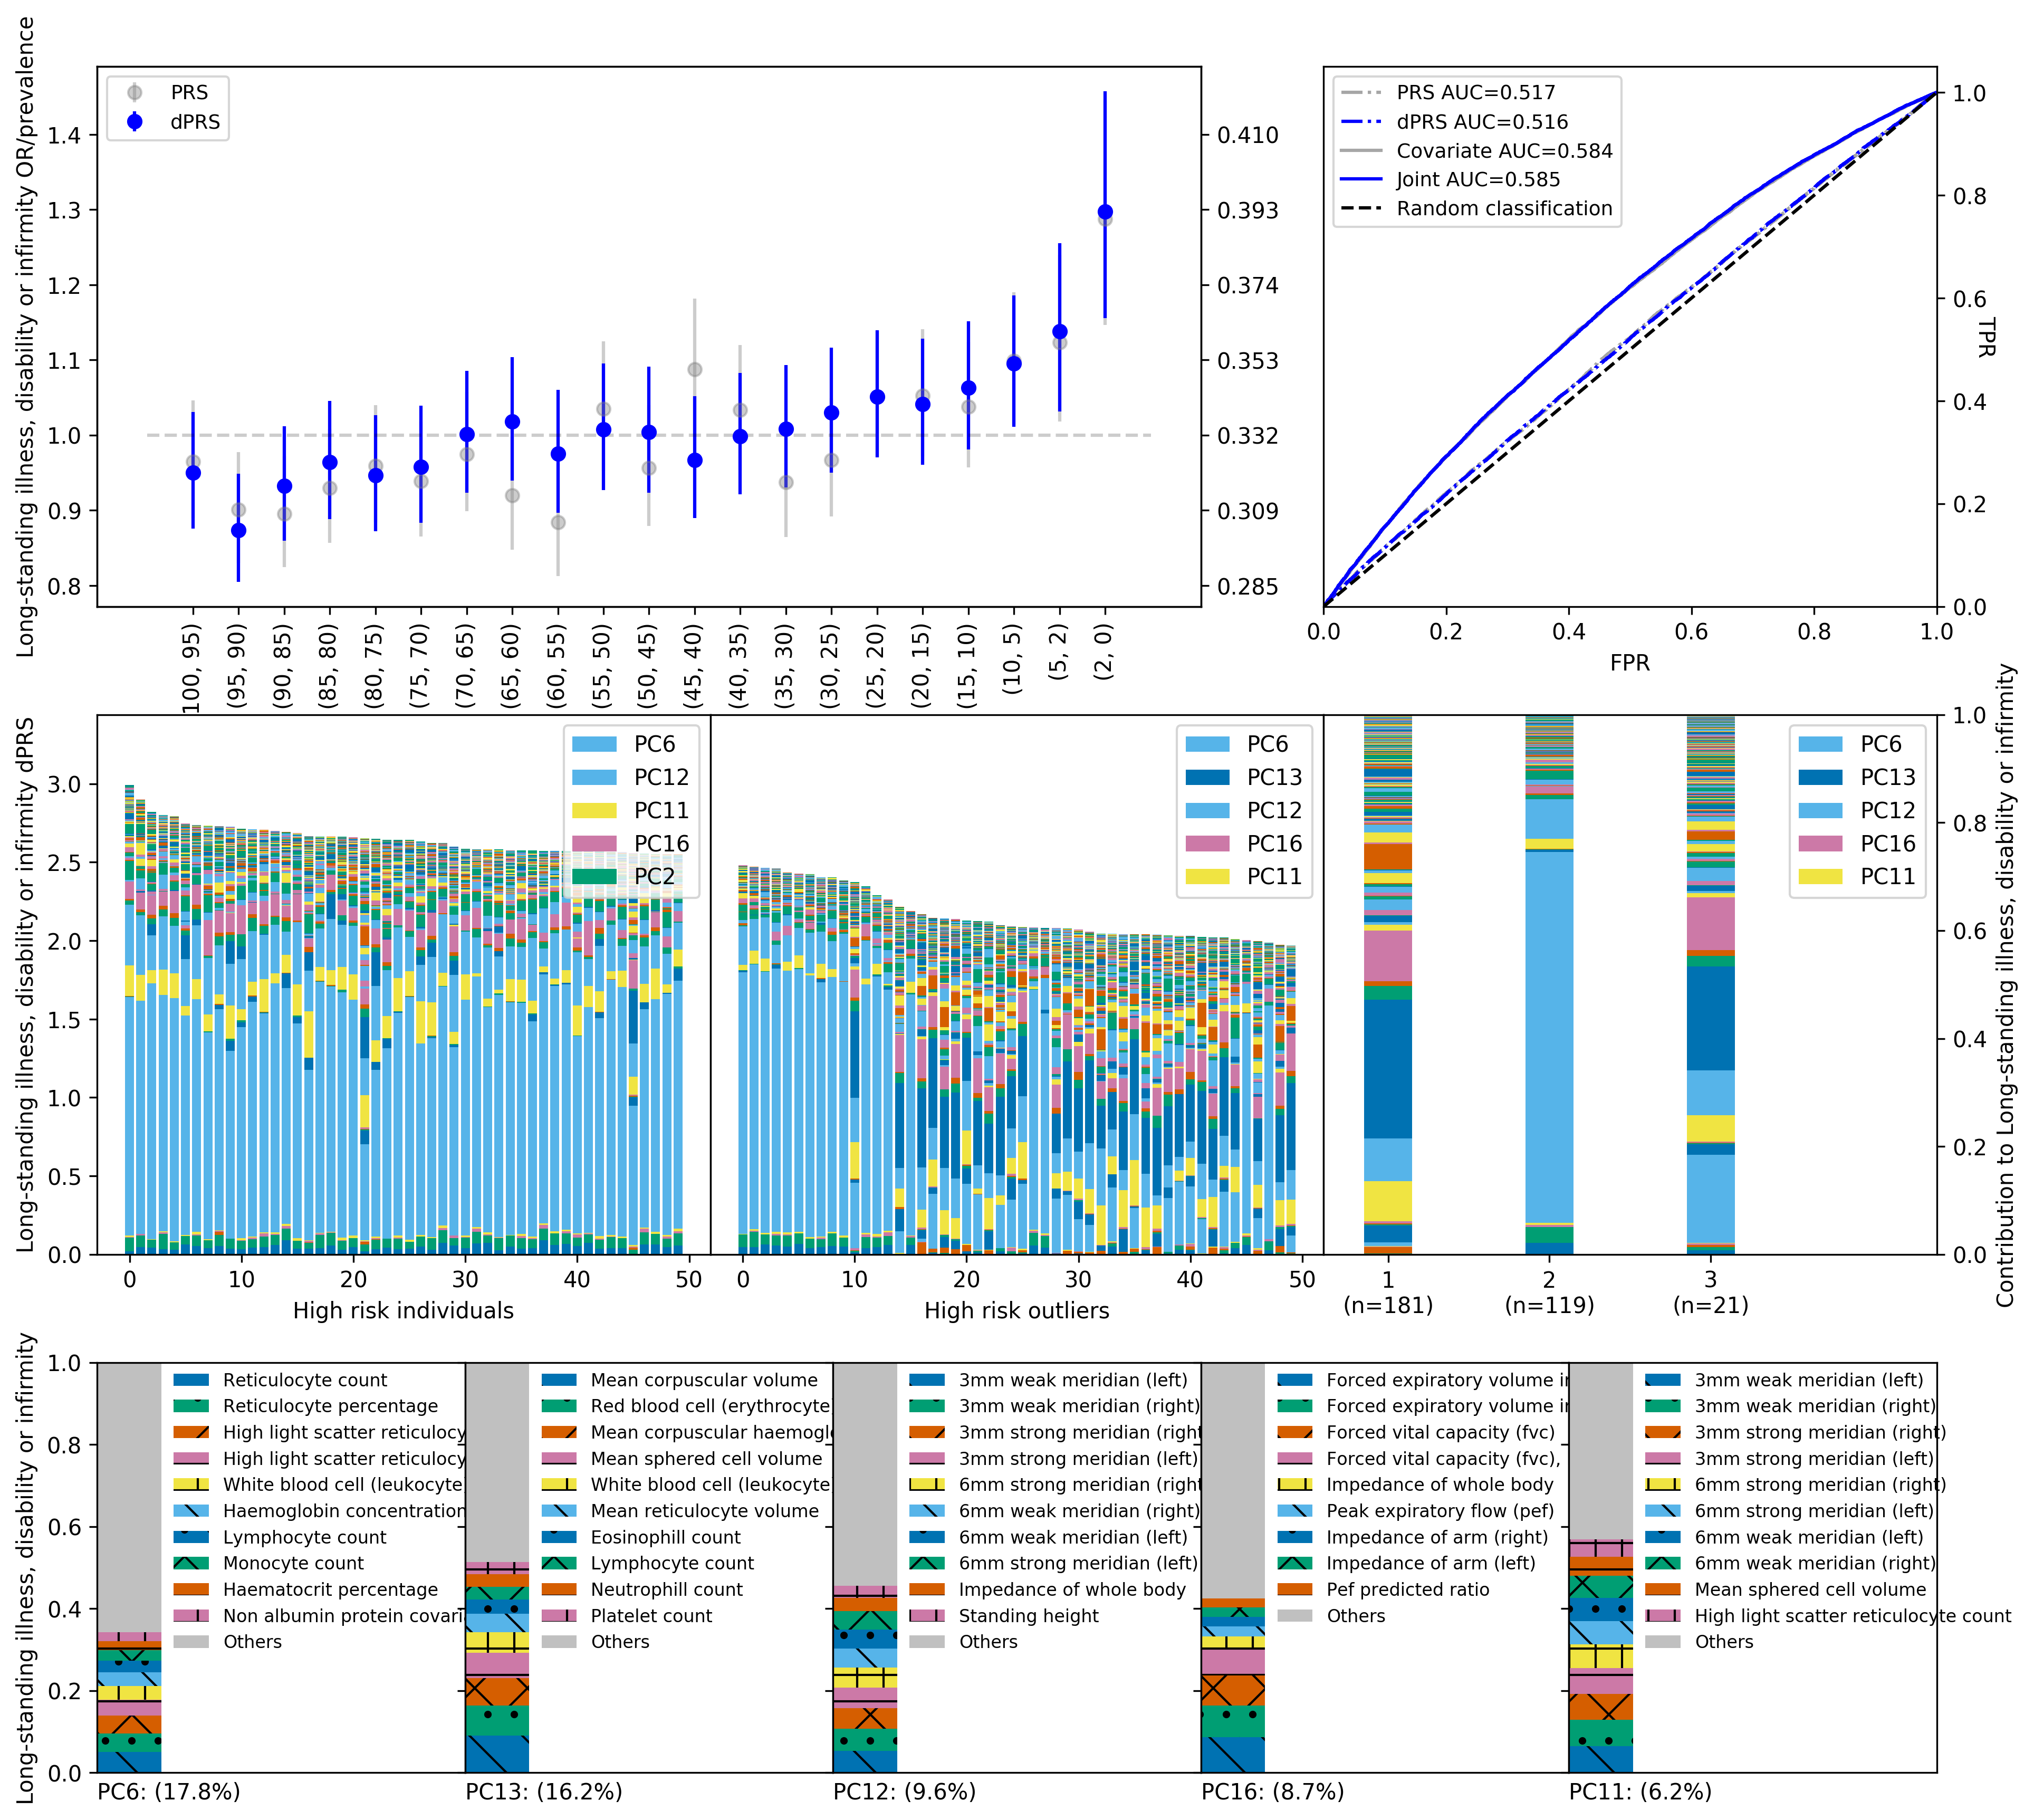 Long-standing illness, disability or infirmity OR/prevalence
1.4
1.3
1.2
1.1
1.0
0.9
0.8
PRS
dPRS
0.410
0.393
0.374
0.353
0.332
0.309
0.285
100, 95)
(95, 90)
(90, 85)
(85, 80)
(80, 75)
(75, 70)
(70, 65)
(65, 60)
(60, 55)
(55, 50)
(50, 45)
(45, 40)
(40, 35)
(35, 30)
(30, 25)
(25, 20)
(20, 15)
(15, 10)
(10, 5)
(5, 2)
(2, 0)
PRS AUC=0.517
dPRS AUC=0.516
Covariate AUC=0.584
Joint AUC=0.585
Random classification
1.0
0.8
0.6
0.4
0.2
0.0
TPR
0.0 0.2 0.4 0.6 0.8 1.0
FPR
Long-standing illness, disability or infirmity dPRS
3.0
2.5
2.0
1.5
1.0
0.5
0.0
PC6
PC12
PC11
PC16
PC2
0 10 20 30 40 50
High risk individuals
PC6
PC13
PC12
PC16
PC11
0 10 20 30 40 50
High risk outliers
PC6
PC13
PC12
PC16
PC11
1 2 3
(n=181) (n=119) (n=21)
1.0
0.8
0.6
0.4
0.2
0.0
Contribution to Long-standing illness, disability or infirmity
Long-standing illness, disability or infirmity
1.0
0.8
0.6
0.4
0.2
0.0
Reticulocyte count
Reticulocyte percentage
High light scatter reticulocy
High light scatter reticulocy
White blood cell (leukocyte
Haemoglobin concentration
Lymphocyte count
Monocyte count
Haematocrit percentage
Non albumin protein covari
Others
PC6: (17.8%)
Mean corpuscular volume
Red blood cell (erythrocyte
Mean corpuscular haemogl
Mean sphered cell volume
White blood cell (leukocyte
Mean reticulocyte volume
Eosinophill count
Lymphocyte count
Neutrophill count
Platelet count
Others
PC13: (16.2%)
3mm weak meridian (left)
3mm weak meridian (right)
3mm strong meridian (right
3mm strong meridian (left)
6mm strong meridian (right
6mm weak meridian (right)
6mm weak meridian (left)
6mm strong meridian (left)
Impedance of whole body
Standing height
Others
PC12: (9.6%)
Forced expiratory volume in
Forced expiratory volume in
Forced vital capacity (fvc)
Forced vital capacity (fvc),
Impedance of whole body
Peak expiratory flow (pef)
Impedance of arm (right)
Impedance of arm (left)
Pef predicted ratio
Others
PC16: (8.7%)
3mm weak meridian (left)
3mm weak meridian (right)
3mm strong meridian (right)
3mm strong meridian (left)
6mm strong meridian (right)
6mm strong meridian (left)
6mm weak meridian (left)
6mm weak meridian (right)
Mean sphered cell volume
High light scatter reticulocyte count
Others
PC11: (6.2%)